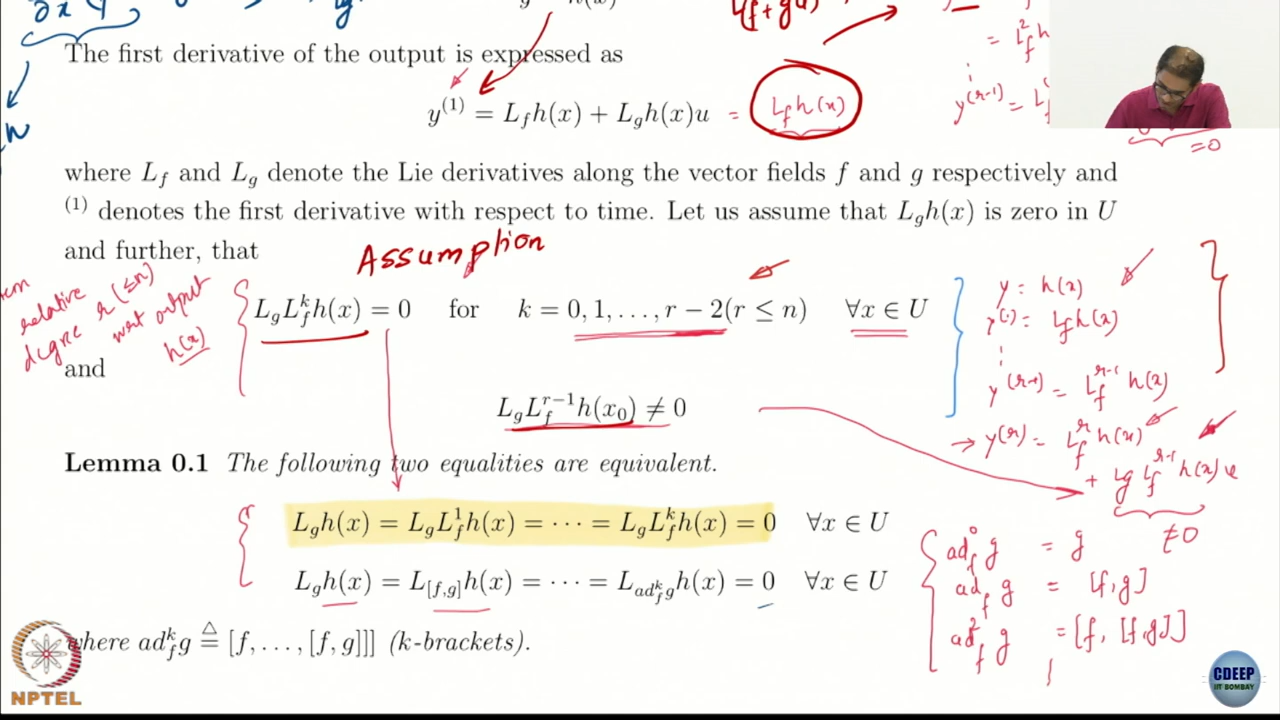 y = h(x)
L(f+gu)
The first derivative of the output is expressed as
y^{(1)} = L_f h(x) + L_g h(x)u = L_f h(x)
= L_f^2 h
⋮
y^{(r-1)} =
=0
where L_f and L_g denote the Lie derivatives along the vector fields f and g respectively and
^{(1)} denotes the first derivative with respect to time. Let us assume that L_g h(x) is zero in U
and further, that
Assumption
relative
degree r (≤n)
wrt output
h(x)
L_g L_f^k h(x) = 0 for k = 0, 1, . . . , r − 2(r ≤ n) ∀x ∈ U
and
L_g L_f^{r−1} h(x_0) ≠ 0
y = h(x)
y^{(1)} = L_f h(x)
⋮
y^{(r-1)} = L_f^{r-1} h(x)
→ y^{(r)} = L_f^r h(x)
+ L_g L_f^{r-1} h(x) u
≠0
Lemma 0.1 The following two equalities are equivalent.
L_g h(x) = L_g L_f^1 h(x) = · · · = L_g L_f^k h(x) = 0 ∀x ∈ U
L_g h(x) = L_{[f,g]} h(x) = · · · = L_{ad_f^k g} h(x) = 0 ∀x ∈ U
where ad_f^k g ≜ [f, . . . , [f, g]]] (k-brackets).
ad_f^0 g = g
ad_f g = [f,g]
ad_f^2 g = [f, [f,g]]
NPTEL
CDEEP
IIT BOMBAY